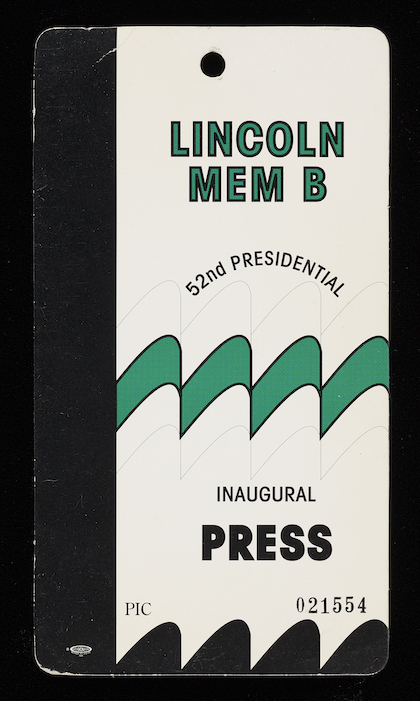 LINCOLN
MEM B
52nd PRESIDENTIAL
INAUGURAL
PRESS
PIC 021554